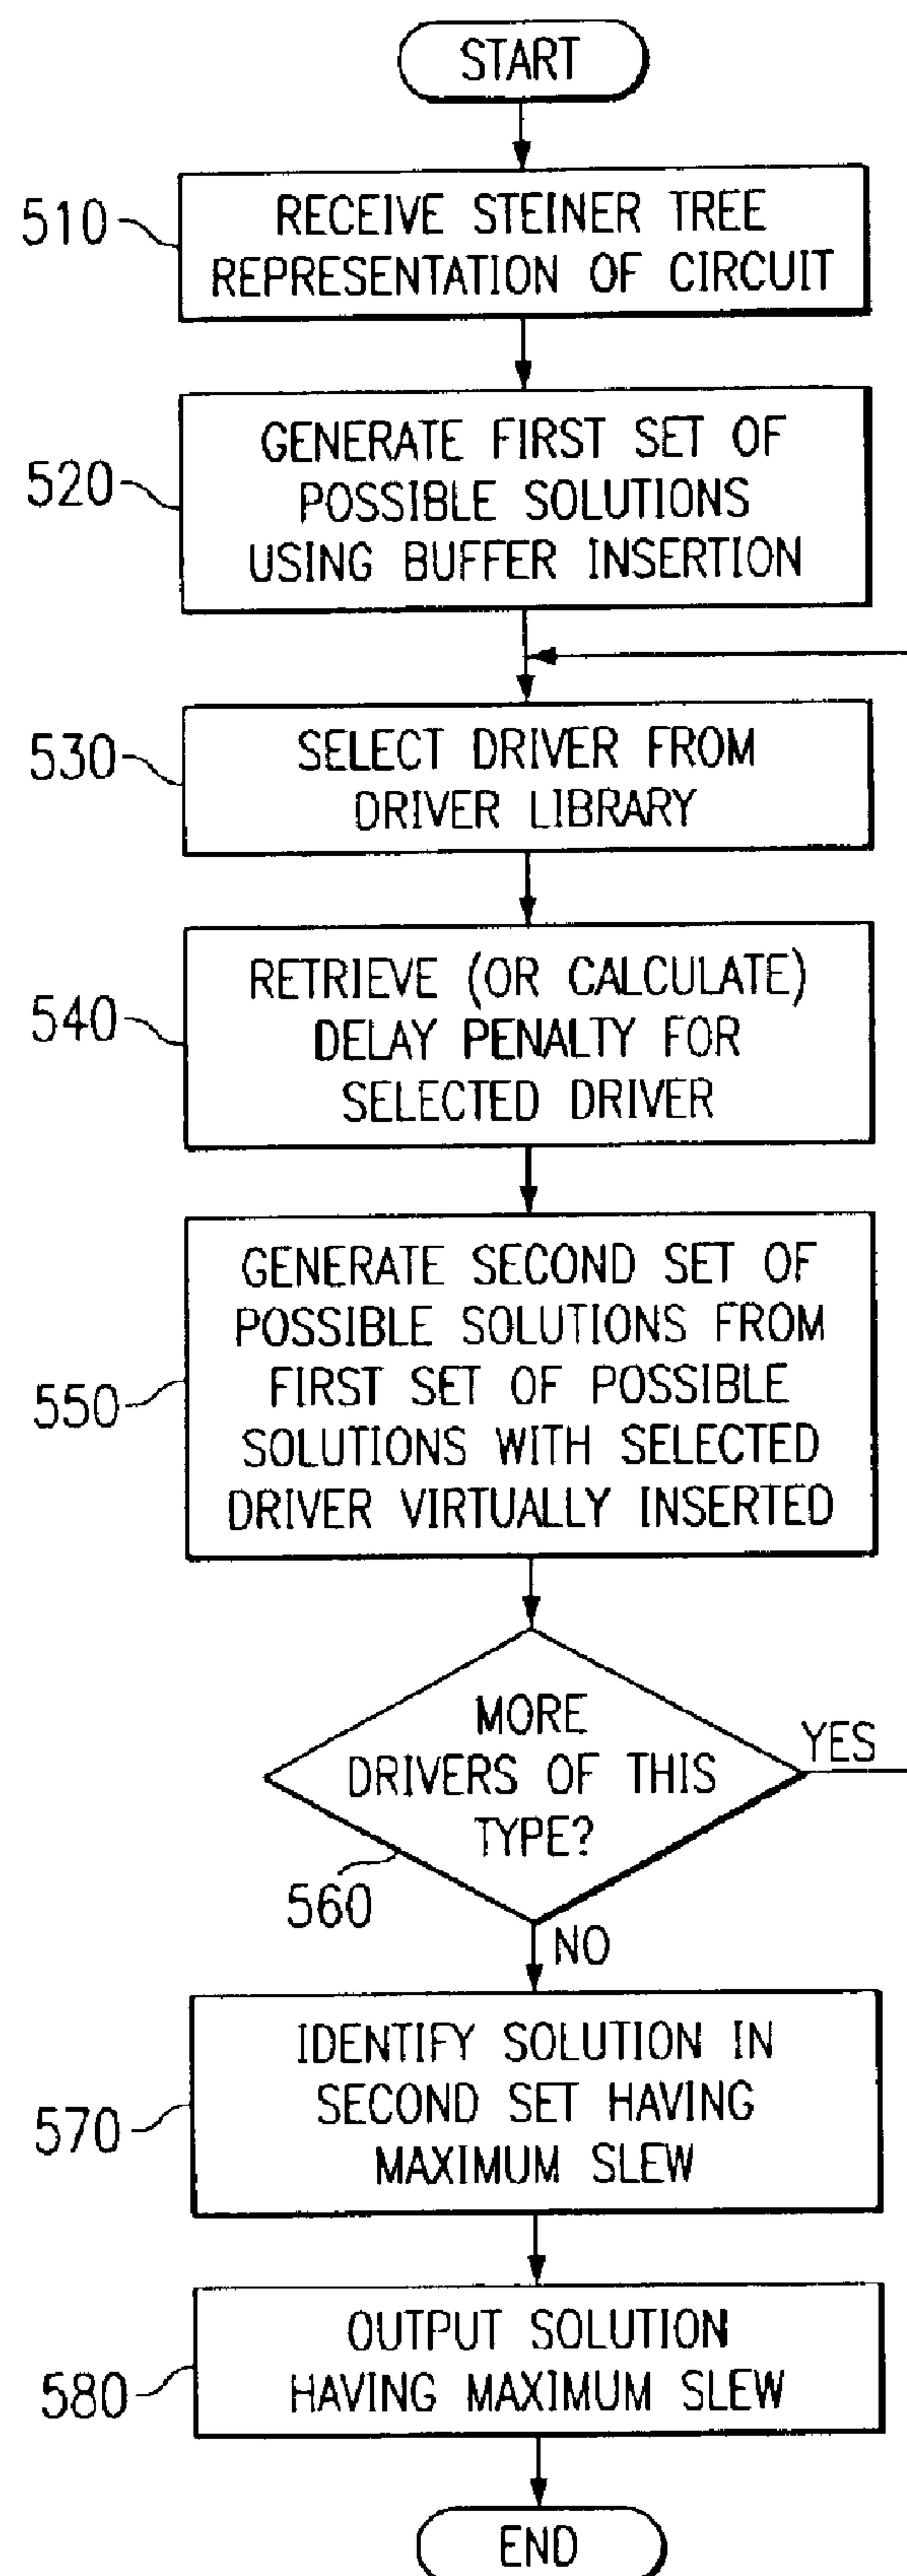 START
510
RECEIVE STEINER TREE
REPRESENTATION OF CIRCUIT
520
GENERATE FIRST SET OF
POSSIBLE SOLUTIONS
USING BUFFER INSERTION
530
SELECT DRIVER FROM
DRIVER LIBRARY
540
RETRIEVE (OR CALCULATE)
DELAY PENALTY FOR
SELECTED DRIVER
550
GENERATE SECOND SET OF
POSSIBLE SOLUTIONS FROM
FIRST SET OF POSSIBLE
SOLUTIONS WITH SELECTED
DRIVER VIRTUALLY INSERTED
MORE
DRIVERS OF THIS
TYPE?
YES
560
NO
570
IDENTIFY SOLUTION IN
SECOND SET HAVING
MAXIMUM SLEW
580
OUTPUT SOLUTION
HAVING MAXIMUM SLEW
END